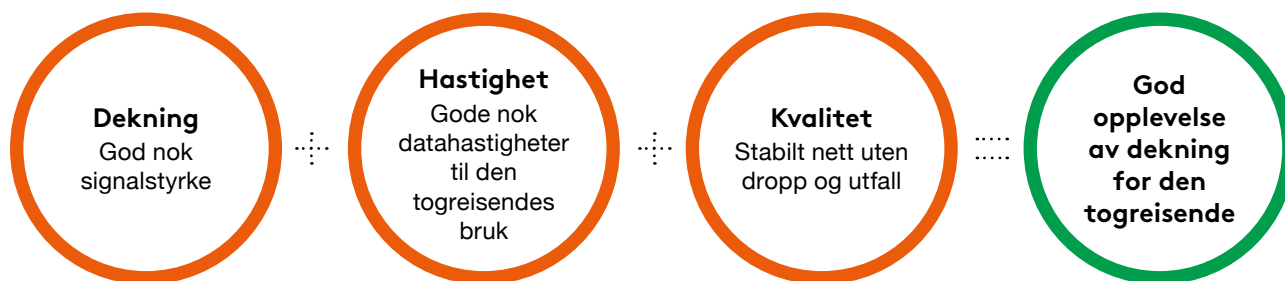 Dekning
God nok
signalstyrke
Hastighet
Gode nok
datahastigheter
til den
togreisendes
bruk
Kvalitet
Stabilt nett uten
dropp og utfall
God
opplevelse
av dekning
for den
togreisende